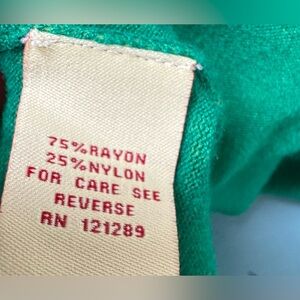 75%RAYON
25%NYLON
FOR CARE SEE
REVERSE
RN 121289